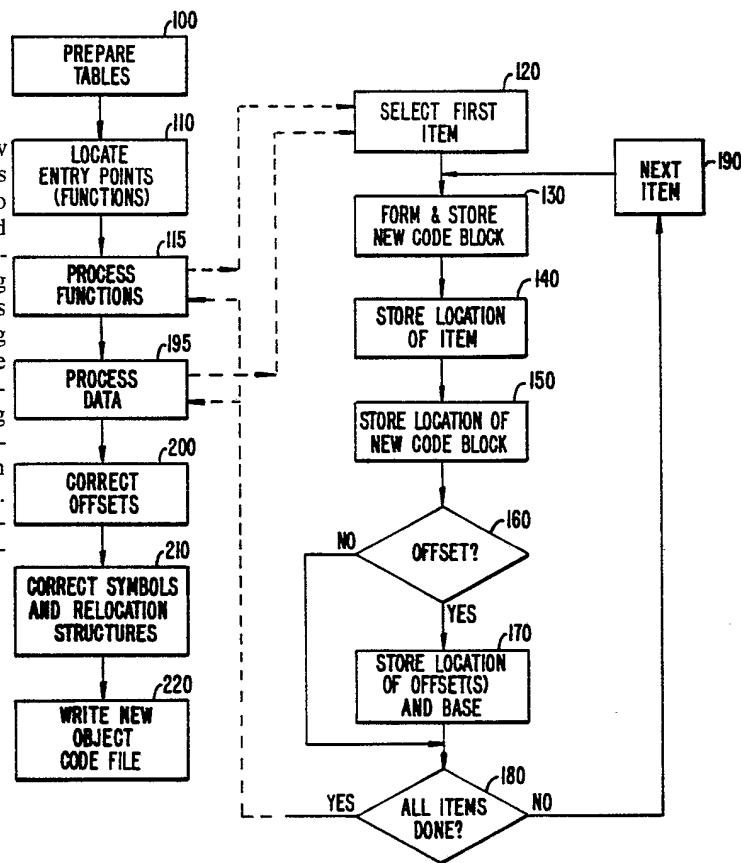 100
PREPARE
TABLES
110
LOCATE
ENTRY POINTS
(FUNCTIONS)
115
PROCESS
FUNCTIONS
195
PROCESS
DATA
200
CORRECT
OFFSETS
210
CORRECT SYMBOLS
AND RELOCATION
STRUCTURES
220
WRITE NEW
OBJECT
CODE FILE
120
SELECT FIRST
ITEM
190
NEXT
ITEM
130
FORM & STORE
NEW CODE BLOCK
140
STORE LOCATION
OF ITEM
150
STORE LOCATION OF
NEW CODE BLOCK
160
OFFSET?
NO
YES
170
STORE LOCATION
OF OFFSET(S)
AND BASE
180
ALL ITEMS
DONE?
YES
NO